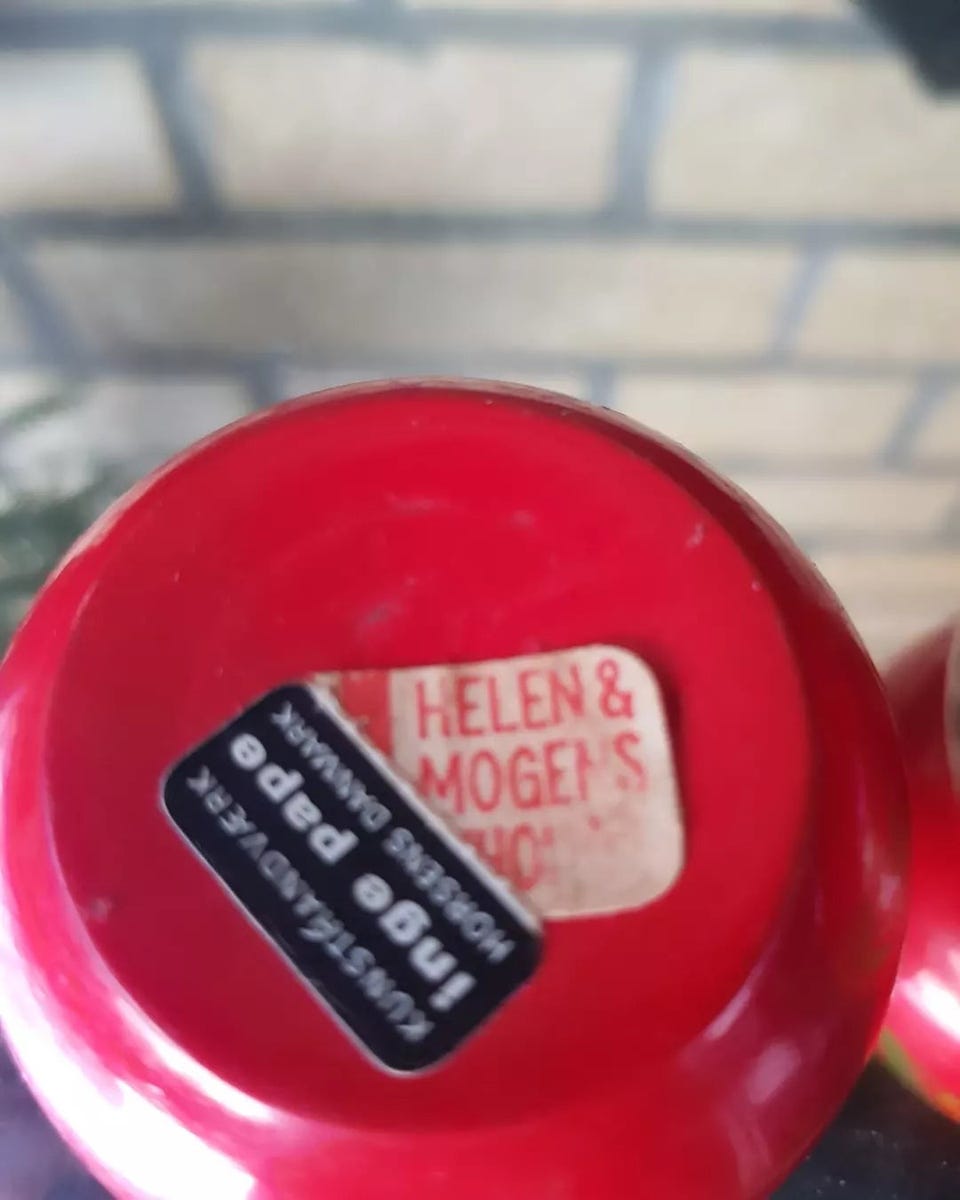 HELEN &
MOGENS
KUNSTHÅNDVÆRK
inge pape
HORSENS DANMARK